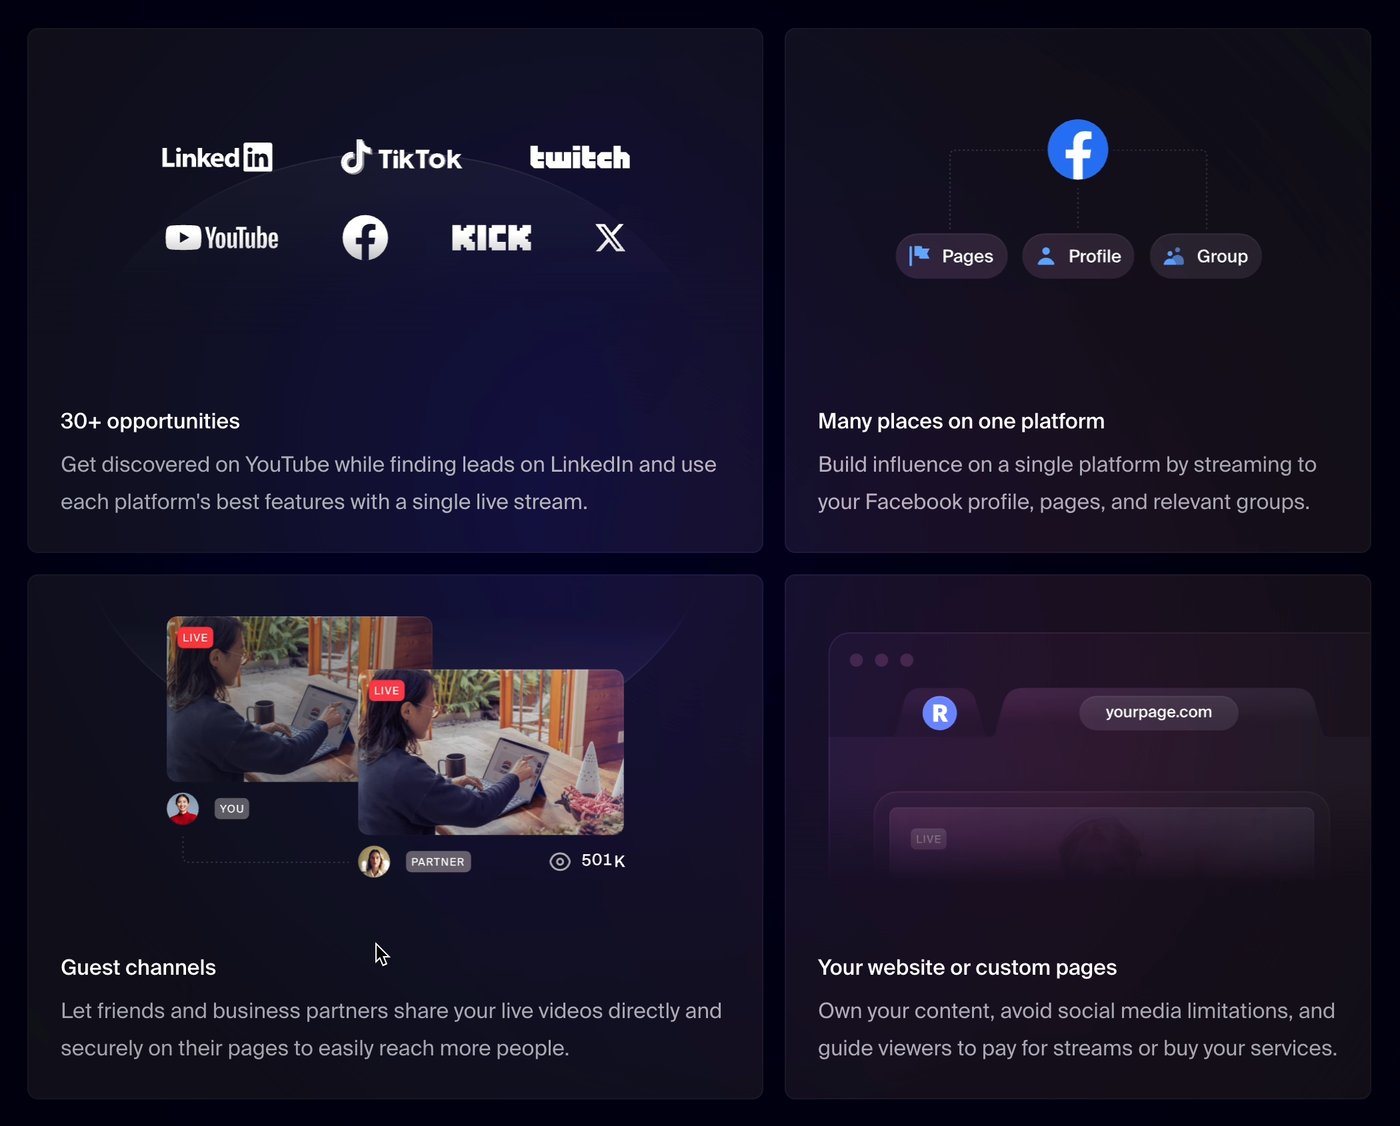 Linked in TikTok twitch
YouTube KICK X
30+ opportunities
Get discovered on YouTube while finding leads on LinkedIn and use
each platform's best features with a single live stream.
Pages Profile Group
Many places on one platform
Build influence on a single platform by streaming to
your Facebook profile, pages, and relevant groups.
LIVE
LIVE
YOU
PARTNER 501K
Guest channels
Let friends and business partners share your live videos directly and
securely on their pages to easily reach more people.
R yourpage.com
LIVE
Your website or custom pages
Own your content, avoid social media limitations, and
guide viewers to pay for streams or buy your services.